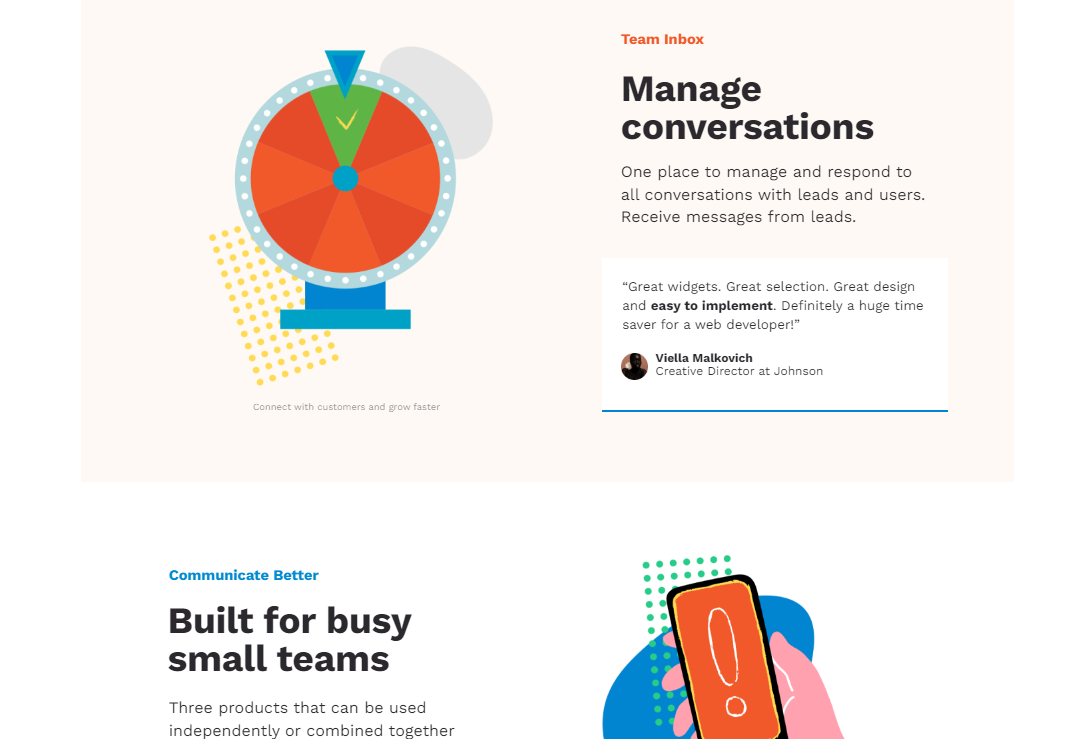 Team Inbox
Manage
conversations
One place to manage and respond to
all conversations with leads and users.
Receive messages from leads.
“Great widgets. Great selection. Great design
and easy to implement. Definitely a huge time
saver for a web developer!”
Viella Malkovich
Creative Director at Johnson
Connect with customers and grow faster
Communicate Better
Built for busy
small teams
Three products that can be used
independently or combined together